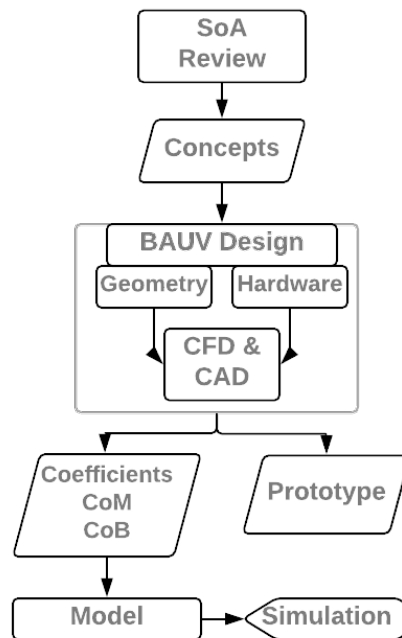 SoA
Review
Concepts
BAUV Design
Geometry
Hardware
CFD &
CAD
Coefficients
CoM
CoB
Prototype
Model
Simulation